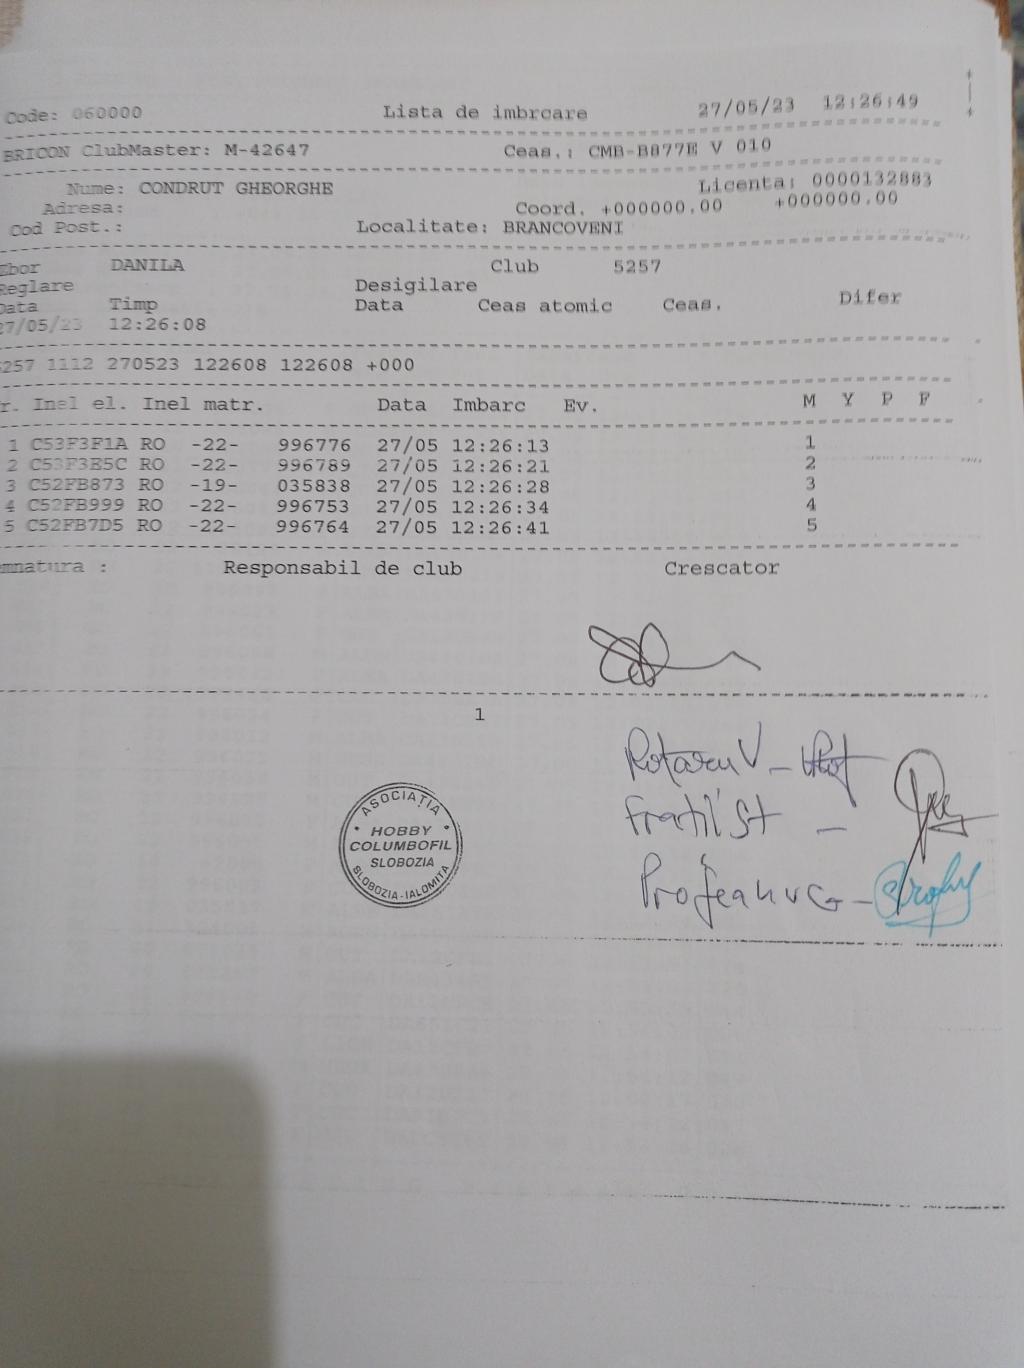 Code: 060000 Lista de imbrcare 27/05/23 12:26:49
BRICON ClubMaster: M-42647 Ceas.: CMB-B877E V 010
Nume: CONDRUT GHEORGHE Licenta: 0000132883
Adresa: Coord. +000000.00 +000000.00
Cod Post.: Localitate: BRANCOVENI
Zbor DANILA Club 5257
Reglare Desigilare
Data Timp Data Ceas atomic Ceas. Difer
27/05/23 12:26:08
257 1112 270523 122608 122608 +000
r. Inel el. Inel matr. Data Imbarc Ev. M Y P F
1 C53F3F1A RO -22- 996776 27/05 12:26:13 1
2 C53F3E5C RO -22- 996789 27/05 12:26:21 2
3 C52FB873 RO -19- 035838 27/05 12:26:28 3
4 C52FB999 RO -22- 996753 27/05 12:26:34 4
5 C52FB7D5 RO -22- 996764 27/05 12:26:41 5
mnatura : Responsabil de club Crescator
1
Rotaru V -
ASOCIAŢIA
HOBBY
COLUMBOFIL
SLOBOZIA
SLOBOZIA-IALOMITA
Fratil St -